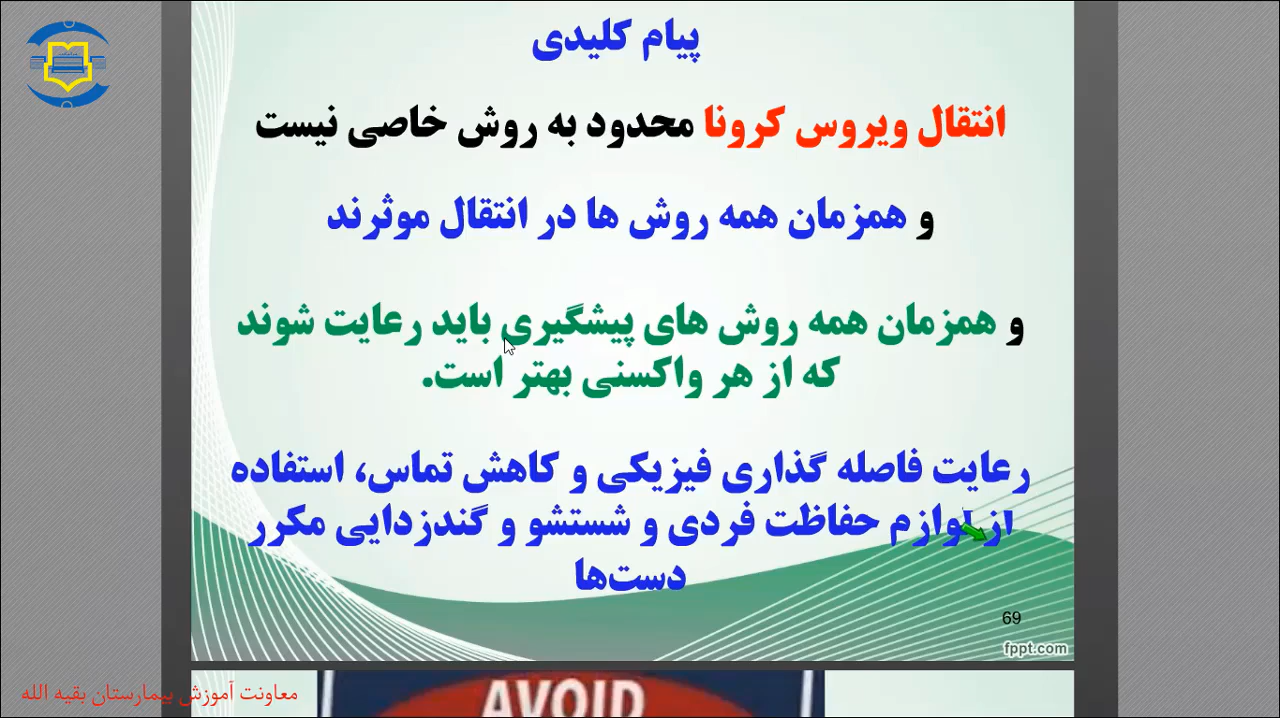 پیام کلیدی
انتقال ویروس کرونا محدود به روش خاصی نیست
و همزمان همه روش ها در انتقال موثرند
و همزمان همه روش های پیشگیری باید رعایت شوند
که از هر واکسنی بهتر است.
رعایت فاصله گذاری فیزیکی و کاهش تماس، استفاده
از لوازم حفاظت فردی و شستشو و گندزدایی مکرر
دست‌ها
69
fppt.com
معاونت آموزش بیمارستان بقیه الله
AVOID